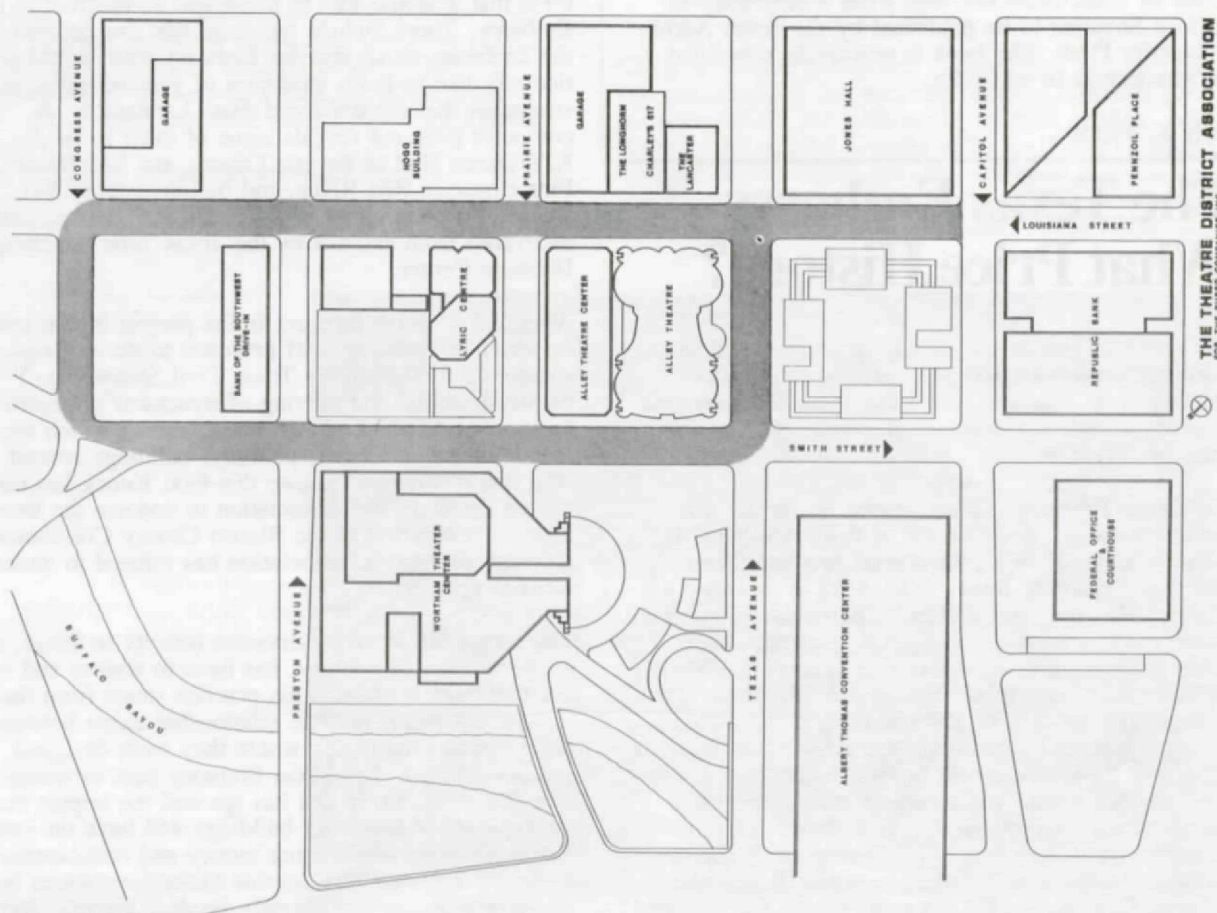 CONGRESS AVENUE
GARAGE
HOGG
BUILDING
PRAIRIE AVENUE
GARAGE
THE LONGHORN
CHARLEY'S 517
THE
LANCASTER
JONES HALL
CAPITOL AVENUE
PENNZOIL PLACE
LOUISIANA STREET
BANK OF THE SOUTHWEST
DRIVE-IN
LYRIC CENTRE
ALLEY THEATRE CENTER
ALLEY THEATRE
REPUBLIC BANK
SMITH STREET
PRESTON AVENUE
WORTHAM THEATER
CENTER
TEXAS AVENUE
ALBERT THOMAS CONVENTION CENTER
FEDERAL OFFICE
&
COURTHOUSE
BUFFALO
BAYOU
THE THEATRE DISTRICT ASSOCIATION